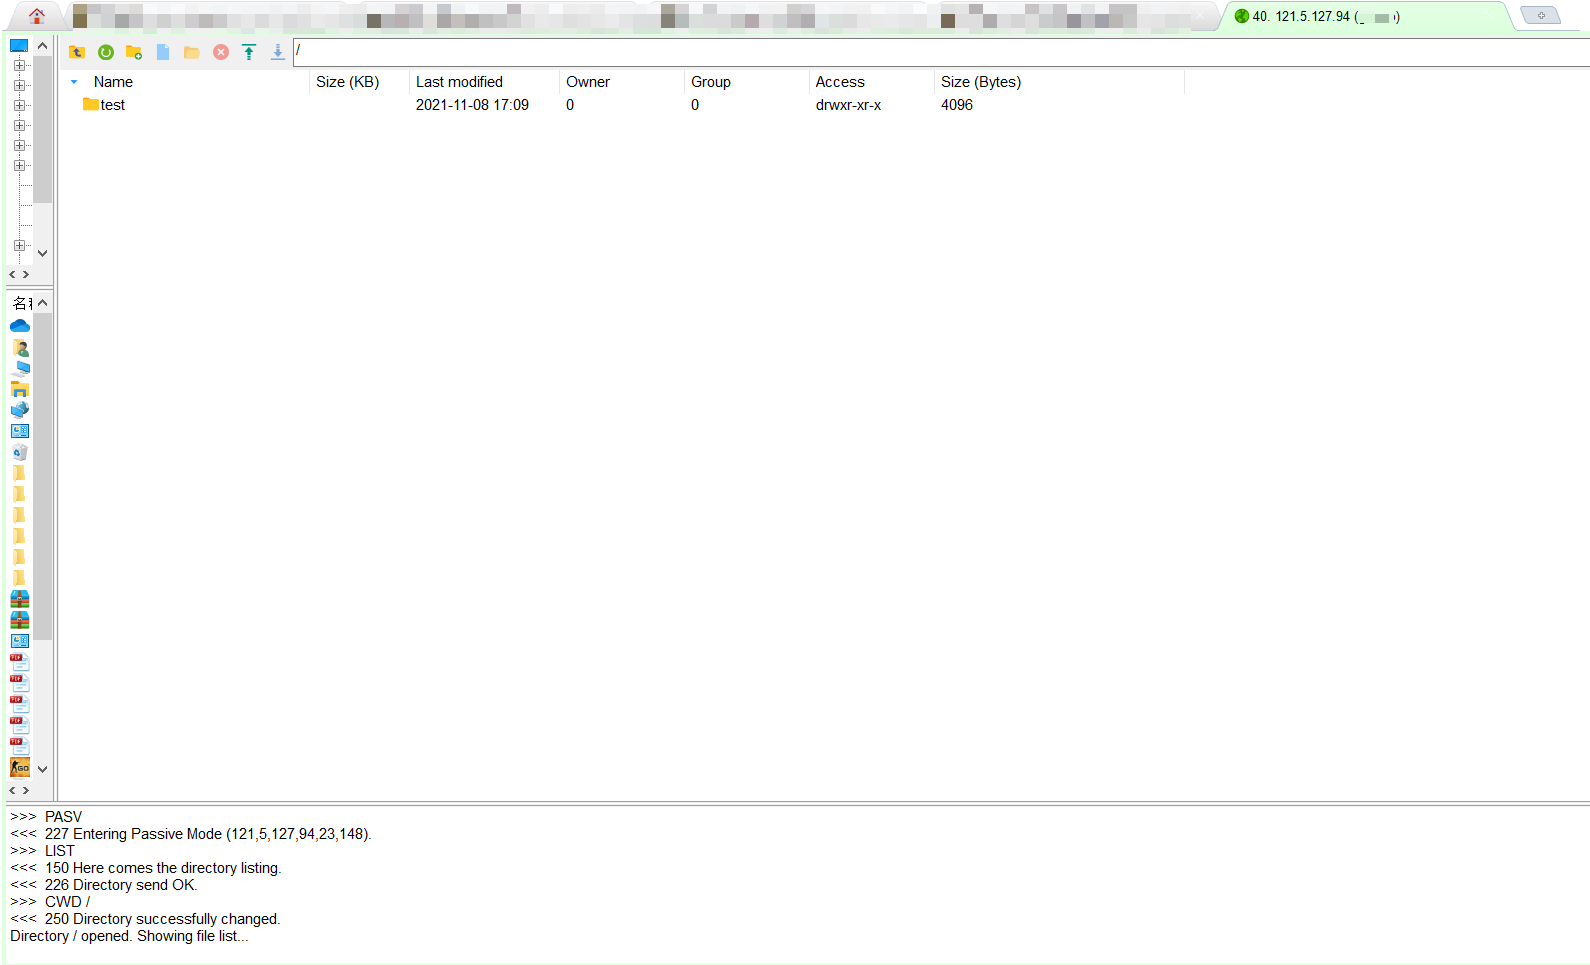 40. 121.5.127.94 (
/
Name Size (KB) Last modified Owner Group Access Size (Bytes)
test 2021-11-08 17:09 0 0 drwxr-xr-x 4096
名
>>> PASV
<<< 227 Entering Passive Mode (121,5,127,94,23,148).
>>> LIST
<<< 150 Here comes the directory listing.
<<< 226 Directory send OK.
>>> CWD /
<<< 250 Directory successfully changed.
Directory / opened. Showing file list...